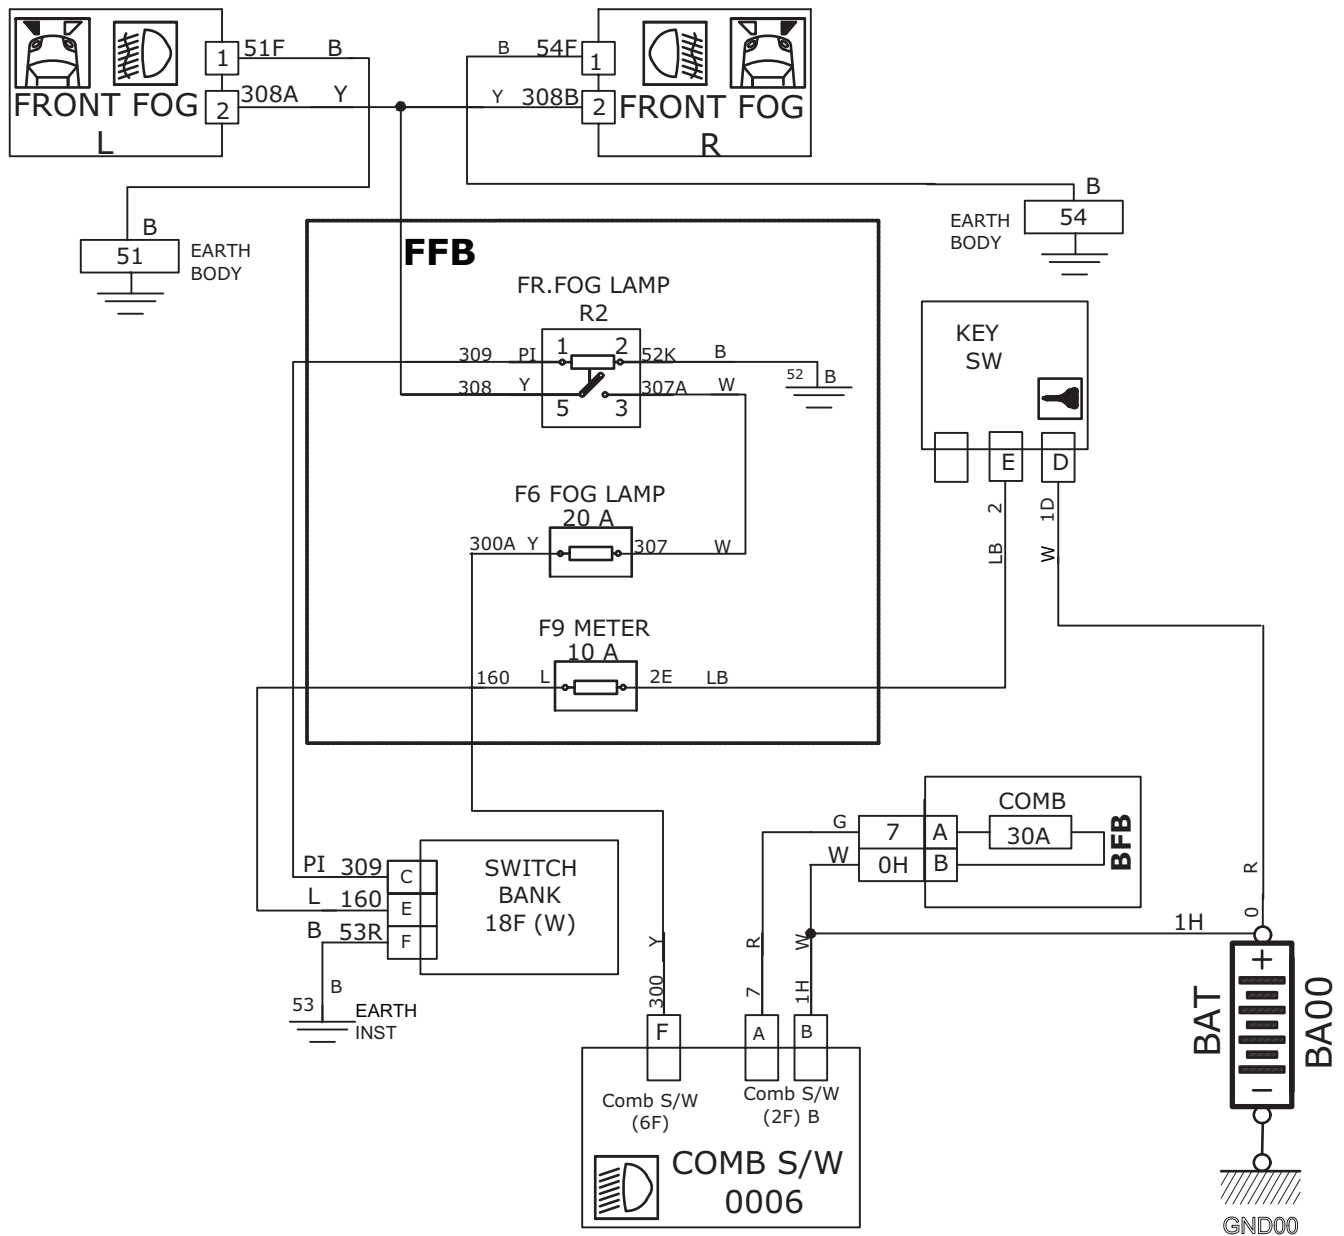 1 51F B
FRONT FOG 2 308A Y
L
B 54F 1
Y 308B 2 FRONT FOG
R
B
51
EARTH
BODY
B
54
EARTH
BODY
FFB
FR.FOG LAMP
R2
309 PI 1 2 52K B
308 Y 5 3 307A W
52 B
F6 FOG LAMP
20 A
300A Y 307 W
F9 METER
10 A
160 L 2E LB
KEY
SW
E D
2 1D
LB W
PI 309 C
L 160 E
B 53R F
SWITCH
BANK
18F (W)
B
53
EARTH
INST
COMB
G 7 A 30A
W 0H B
BFB
1H
R
0
+
BAT
BA00
−
GND00
Y R W
300 7 1H
F A B
Comb S/W
(6F)
Comb S/W
(2F) B
COMB S/W
0006